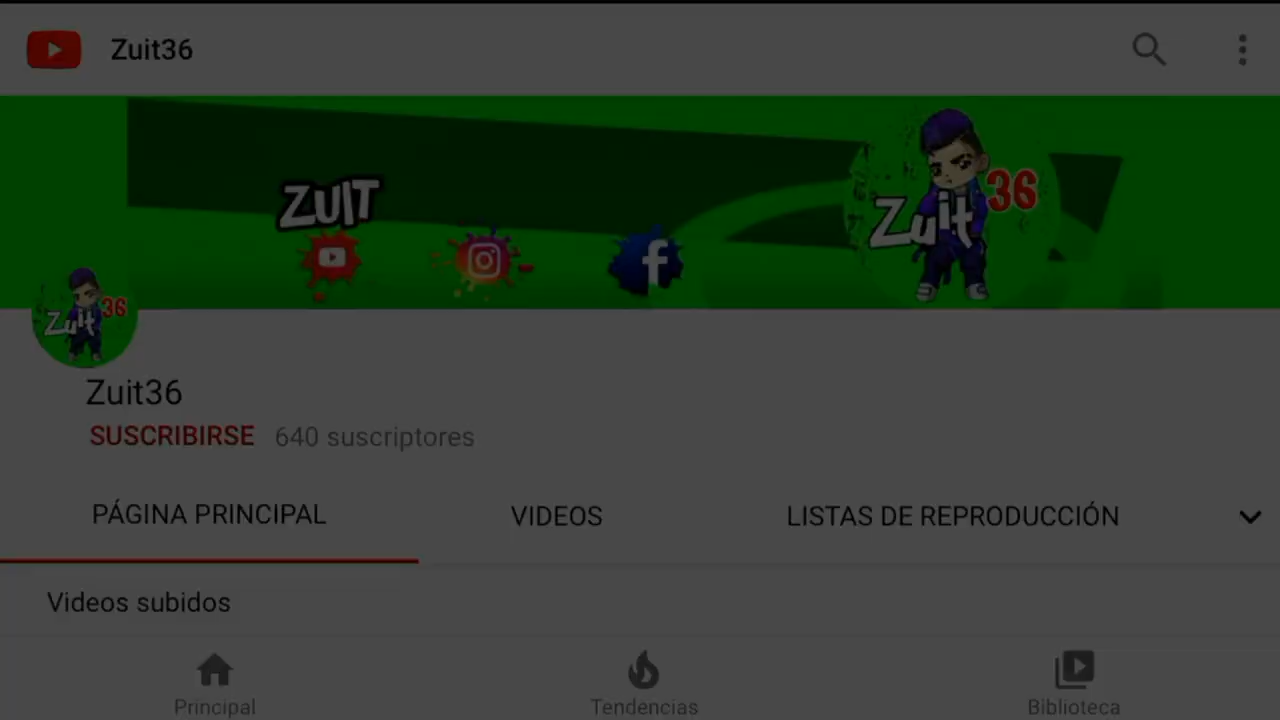 Zuit36
ZUIT
Zuit 36
Zuit 36
Zuit36
SUSCRIBIRSE 640 suscriptores
PÁGINA PRINCIPAL VIDEOS LISTAS DE REPRODUCCIÓN
Videos subidos
Principal Tendencias Biblioteca